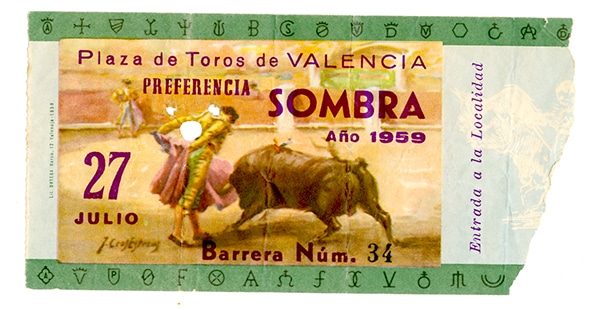 Plaza de Toros de VALENCIA
PREFERENCIA
SOMBRA
Año 1959
27
JULIO
Barrera Núm. 34
Entrada a la Localidad